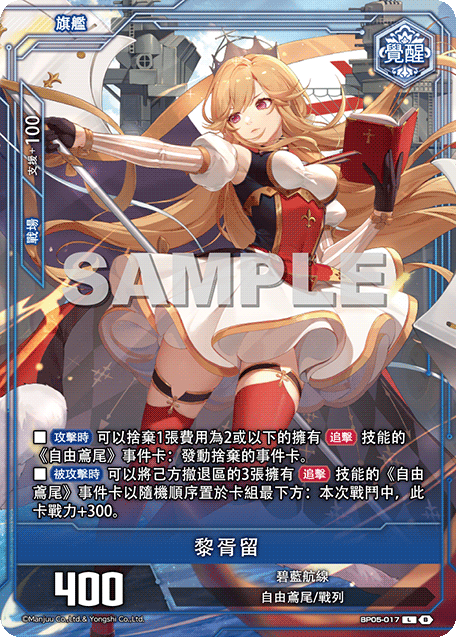 旗艦
覺醒
支援+100
戰場
SAMPLE
■ 攻擊時 可以捨棄1張費用為2或以下的擁有 追擊 技能的
《自由鳶尾》事件卡：發動捨棄的事件卡。
■ 被攻擊時 可以將己方撤退區的3張擁有 追擊 技能的《自由
鳶尾》事件卡以隨機順序置於卡組最下方：本次戰鬥中，此
卡戰力+300。
黎胥留
400
碧藍航線
自由鳶尾/戰列
©Manjuu Co.,Ltd. & Yongshi Co.,Ltd.
BP05-017 L